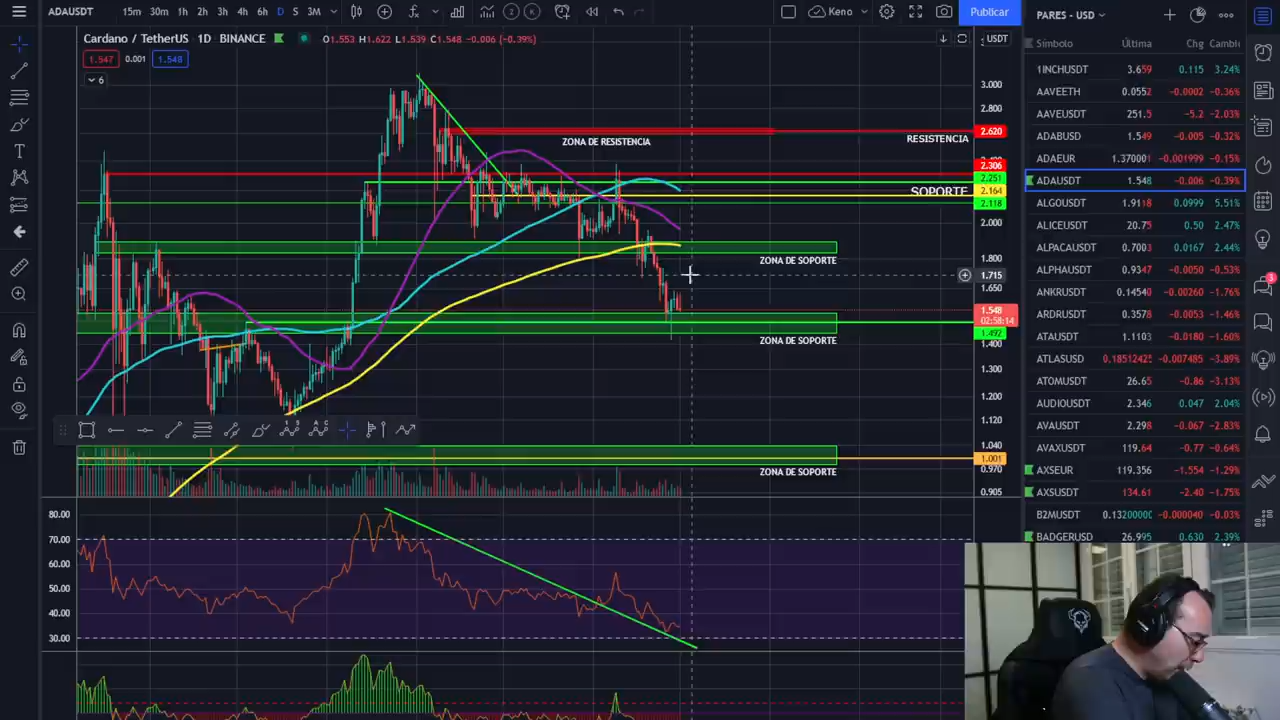 ADAUSDT 15m 30m 1h 2h 3h 4h 6h D S 3M Keno Publicar
Cardano / TetherUS 1D BINANCE O1.553 H1.622 L1.539 C1.548 -0.006 (-0.39%)
USDT
1.547 0.001 1.548
6
3.000
2.800
2.620
RESISTENCIA
ZONA DE RESISTENCIA
2.306
2.251
SOPORTE
2.164
2.118
2.000
ZONA DE SOPORTE
1.800
1.715
1.650
1.548
02:58:14
1.492
ZONA DE SOPORTE
1.400
1.300
1.200
1.120
1.040
1.001
ZONA DE SOPORTE
0.970
0.905
80.00
70.00
60.00
50.00
40.00
30.00
PARES - USD
Símbolo Última Chg Cambi
1INCHUSDT 3.659 0.115 3.24%
AAVEETH 0.0552 -0.0002 -0.36%
AAVEUSDT 251.1 -5.2 -2.03%
ADABUSD 1.549 -0.005 -0.32%
ADAEUR 1.370001 -0.001999 -0.15%
ADAUSDT 1.548 -0.006 -0.39%
ALGOUSDT 1.9118 0.0999 5.51%
ALICEUSDT 20.75 0.50 2.47%
ALPACAUSDT 0.7003 0.0167 2.44%
ALPHAUSDT 0.9347 -0.0050 -0.53%
ANKRUSDT 0.14540 -0.00260 -1.76%
ARDRUSDT 0.3578 -0.0053 -1.46%
ATAUSDT 1.1103 -0.0180 -1.60%
ATLASUSD 0.18512425 -0.007485 -3.89%
ATOMUSDT 26.65 -0.86 -3.13%
AUDIOUSDT 2.346 0.047 2.04%
AVAUSDT 2.298 -0.067 -2.83%
AVAXUSDT 119.64 -0.77 -0.64%
AXSEUR 119.356 -1.554 -1.29%
AXSUSDT 134.61 -2.40 -1.75%
B2MUSDT 0.13200000 -0.000040 -0.03%
BADGERUSD 26.995 0.630 2.39%
3